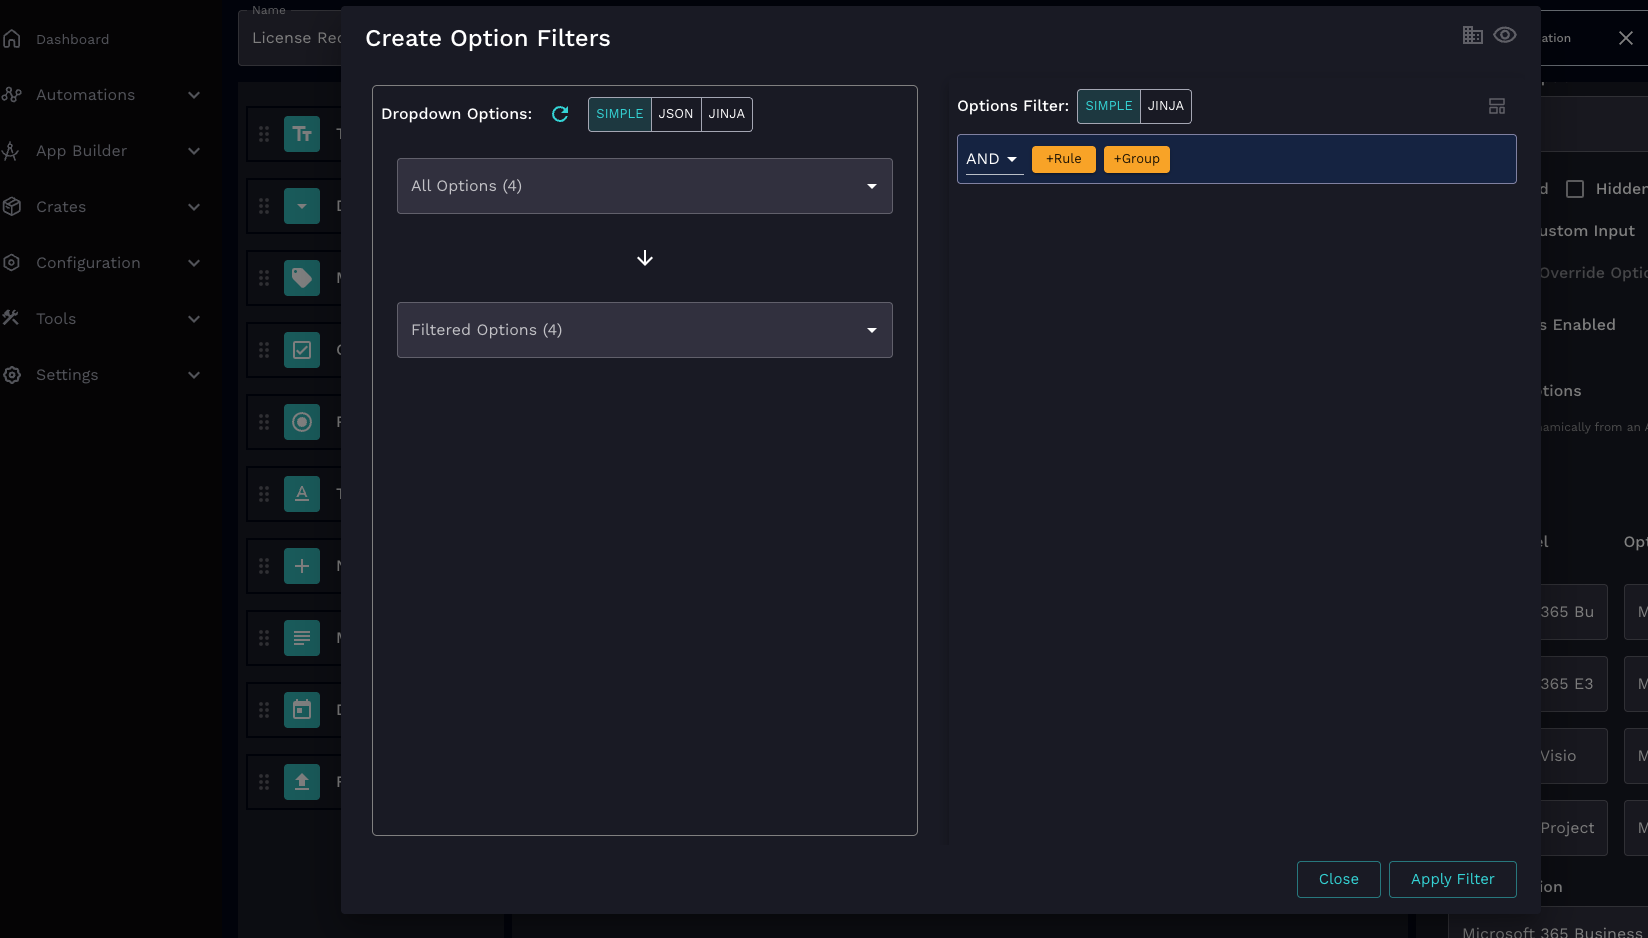 Dashboard
Automations
App Builder
Crates
Configuration
Tools
Settings
Name
License Req
Create Option Filters
Dropdown Options:
SIMPLE
JSON
JINJA
All Options (4)
Filtered Options (4)
Options Filter:
SIMPLE
JINJA
AND
+Rule
+Group
Close
Apply Filter
ation
Hidden
ustom Input
Override Optio
s Enabled
tions
amically from an A
el
Opt
365 Bu
M
365 E3
M
Visio
M
Project
M
ion
Microsoft 365 Business